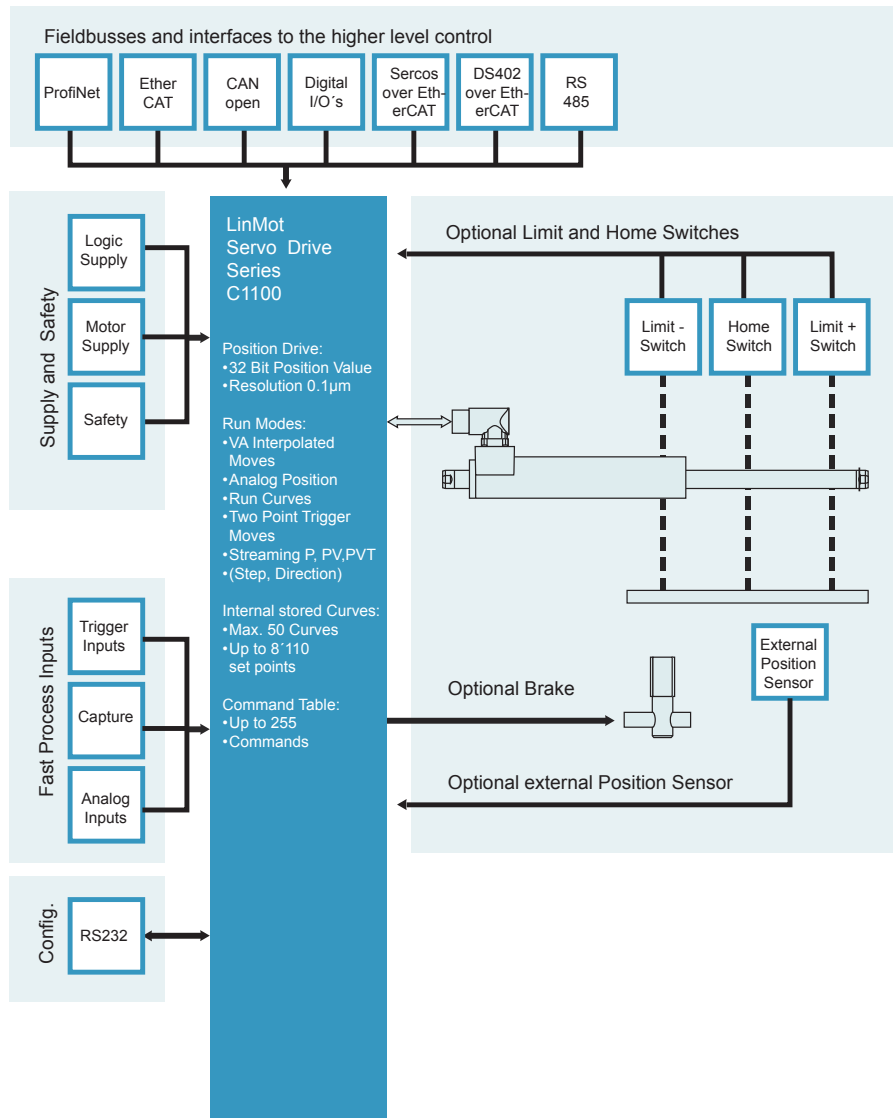 Fieldbusses and interfaces to the higher level control
ProfiNet
Ether
CAT
CAN
open
Digital
I/O´s
Sercos
over Eth-
erCAT
DS402
over Eth-
erCAT
RS
485
Supply and Safety
Logic
Supply
Motor
Supply
Safety
LinMot
Servo Drive
Series
C1100
Position Drive:
•32 Bit Position Value
•Resolution 0.1µm
Run Modes:
•VA Interpolated
Moves
•Analog Position
•Run Curves
•Two Point Trigger
Moves
•Streaming P, PV,PVT
•(Step, Direction)
Internal stored Curves:
•Max. 50 Curves
•Up to 8´110
set points
Command Table:
•Up to 255
•Commands
Optional Limit and Home Switches
Limit -
Switch
Home
Switch
Limit +
Switch
Fast Process Inputs
Trigger
Inputs
Capture
Analog
Inputs
External
Position
Sensor
Optional Brake
Optional external Position Sensor
Config.
RS232